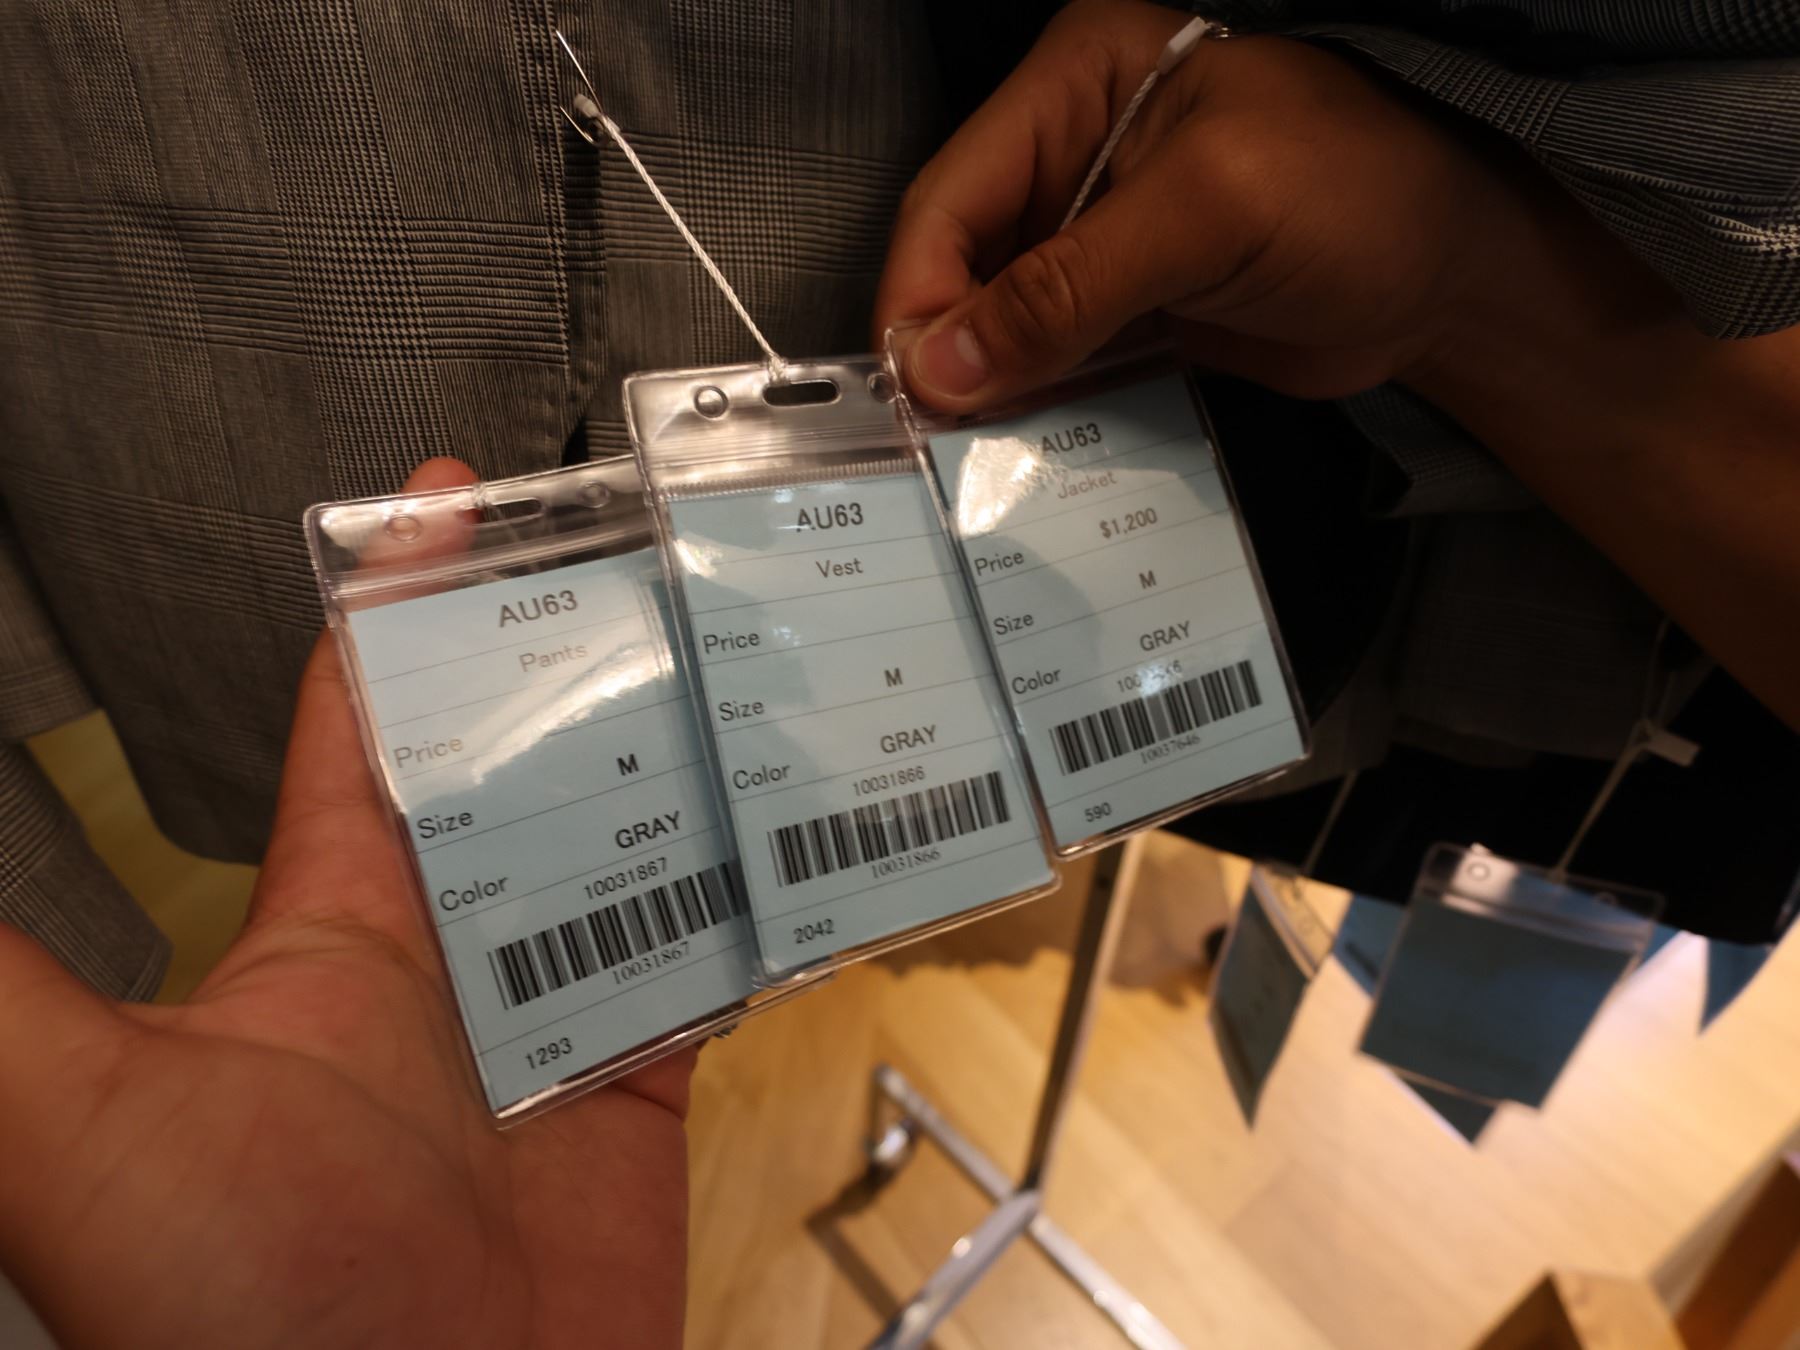 AU63
Pants
Price
M
Size
GRAY
Color
10031867
10031867
1293
AU63
Vest
Price
M
Size
GRAY
Color
10031866
10031866
2042
AU63
Jacket
$1,200
Price
M
Size
GRAY
Color
10037646
590